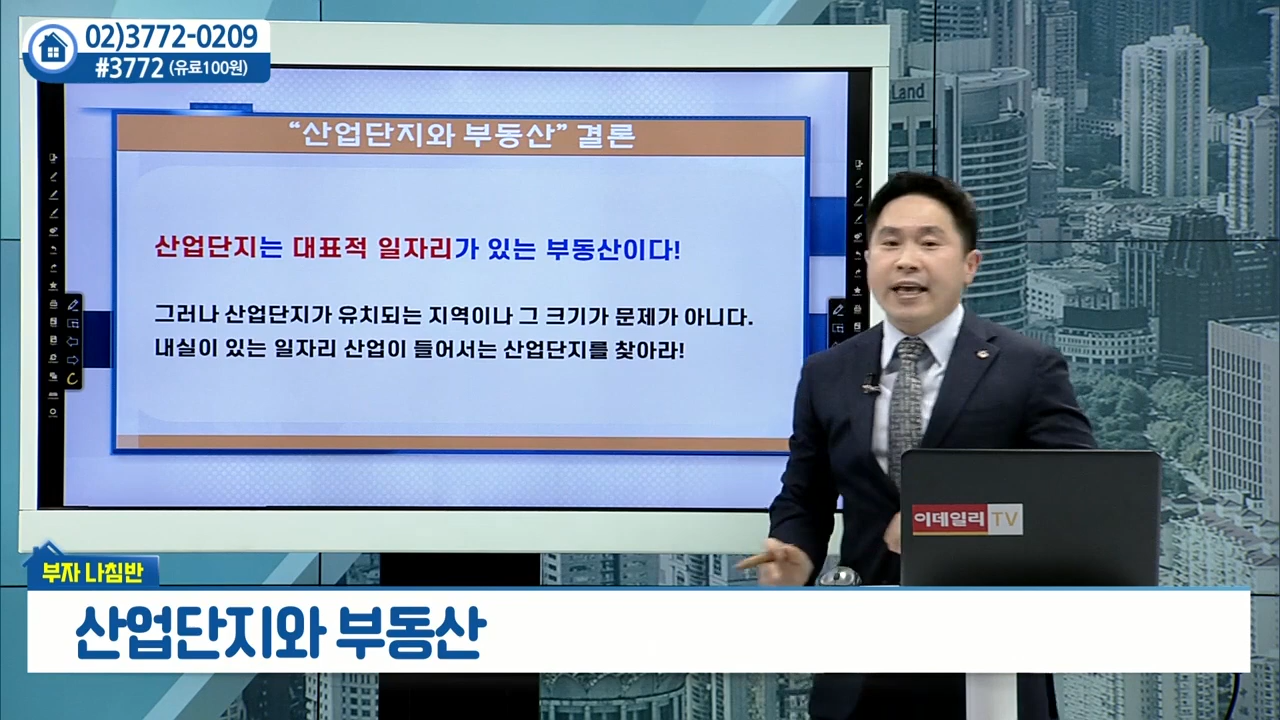 02)3772-0209
#3772 (유료100원)
Land
“산업단지와 부동산” 결론
산업단지는 대표적 일자리가 있는 부동산이다!
그러나 산업단지가 유치되는 지역이나 그 크기가 문제가 아니다.
내실이 있는 일자리 산업이 들어서는 산업단지를 찾아라!
이데일리 TV
부자 나침반
산업단지와 부동산